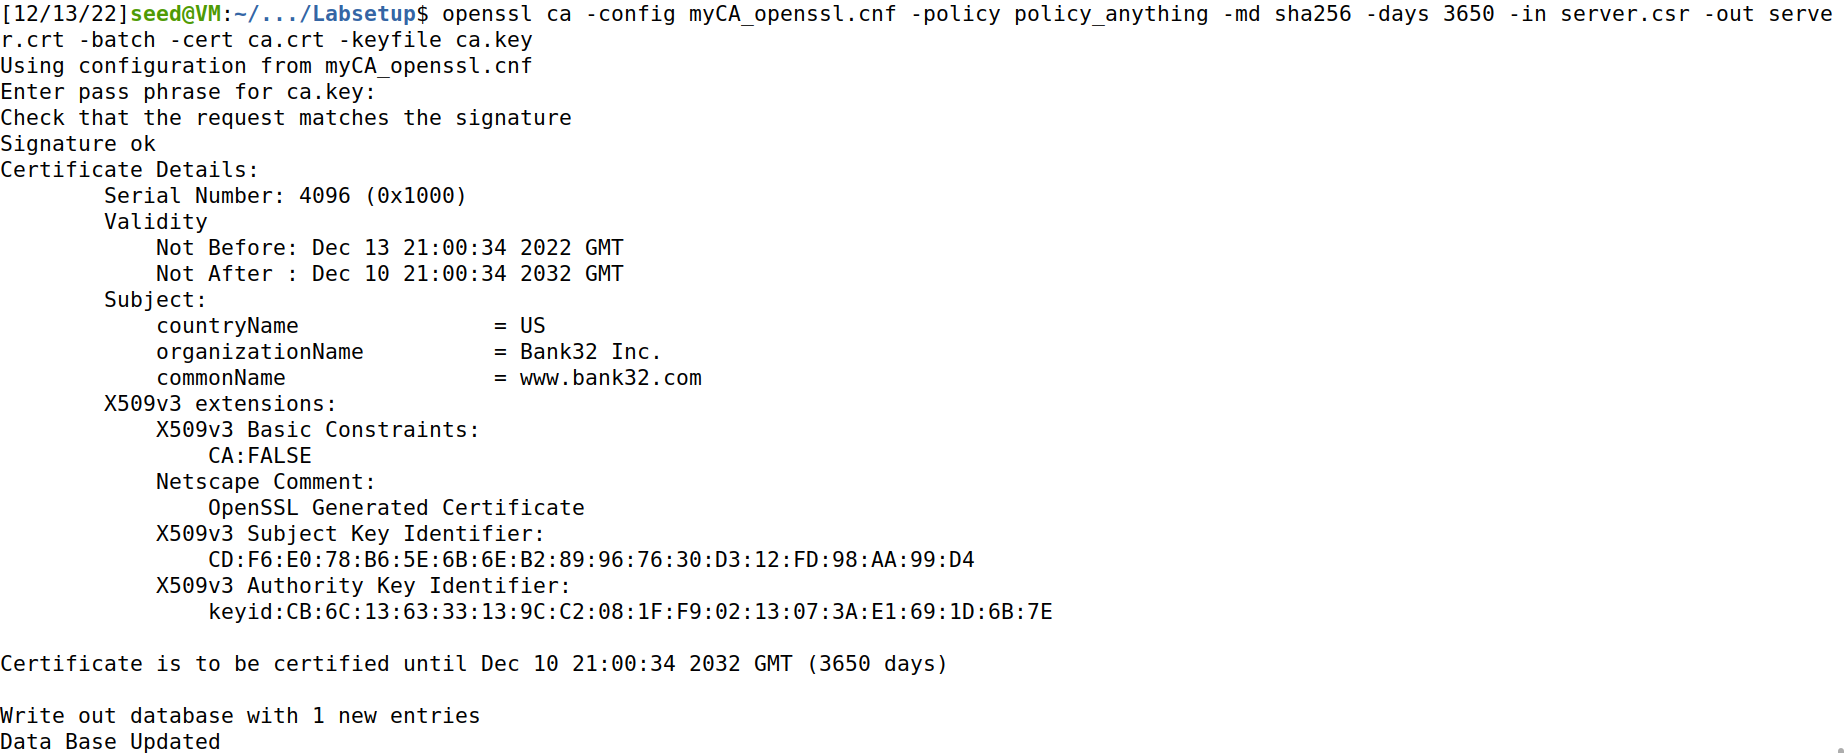 [12/13/22]seed@VM:~/.../Labsetup$ openssl ca -config myCA_openssl.cnf -policy policy_anything -md sha256 -days 3650 -in server.csr -out serve
r.crt -batch -cert ca.crt -keyfile ca.key
Using configuration from myCA_openssl.cnf
Enter pass phrase for ca.key:
Check that the request matches the signature
Signature ok
Certificate Details:
        Serial Number: 4096 (0x1000)
        Validity
            Not Before: Dec 13 21:00:34 2022 GMT
            Not After : Dec 10 21:00:34 2032 GMT
        Subject:
            countryName               = US
            organizationName          = Bank32 Inc.
            commonName                = www.bank32.com
        X509v3 extensions:
            X509v3 Basic Constraints:
                CA:FALSE
            Netscape Comment:
                OpenSSL Generated Certificate
            X509v3 Subject Key Identifier:
                CD:F6:E0:78:B6:5E:6B:6E:B2:89:96:76:30:D3:12:FD:98:AA:99:D4
            X509v3 Authority Key Identifier:
                keyid:CB:6C:13:63:33:13:9C:C2:08:1F:F9:02:13:07:3A:E1:69:1D:6B:7E

Certificate is to be certified until Dec 10 21:00:34 2032 GMT (3650 days)

Write out database with 1 new entries
Data Base Updated